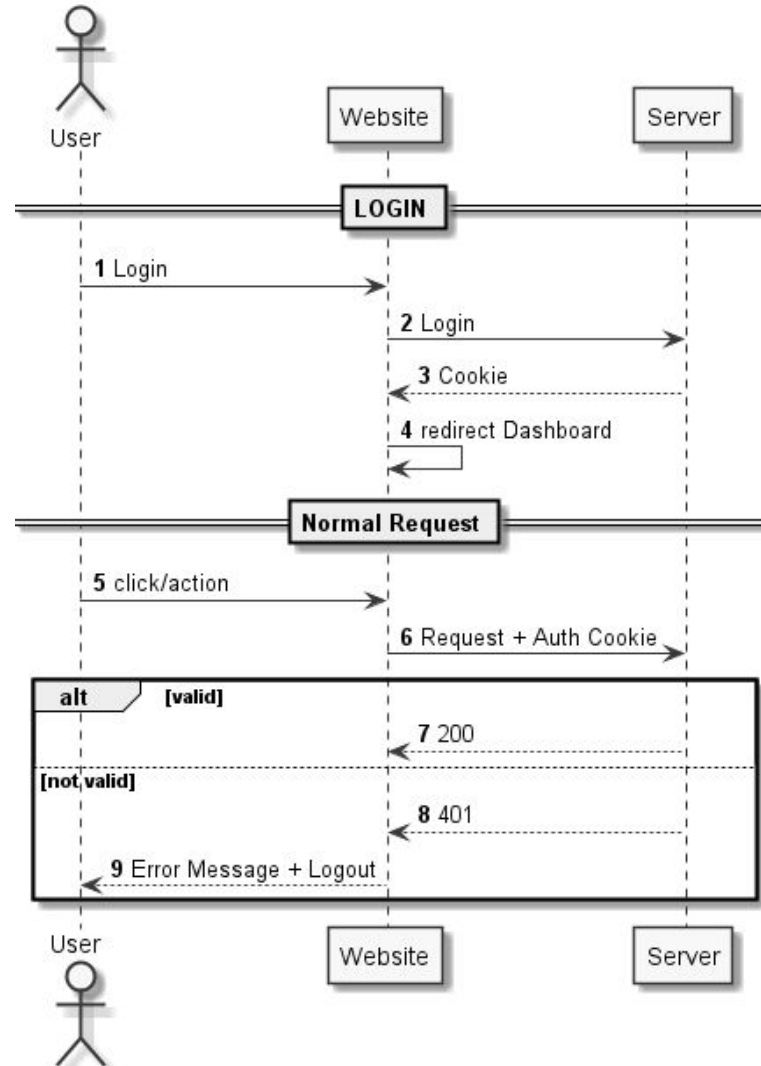 User
Website
Server
LOGIN
1 Login
2 Login
3 Cookie
4 redirect Dashboard
Normal Request
5 click/action
6 Request + Auth Cookie
alt [valid]
7 200
[not valid]
8 401
9 Error Message + Logout
User
Website
Server